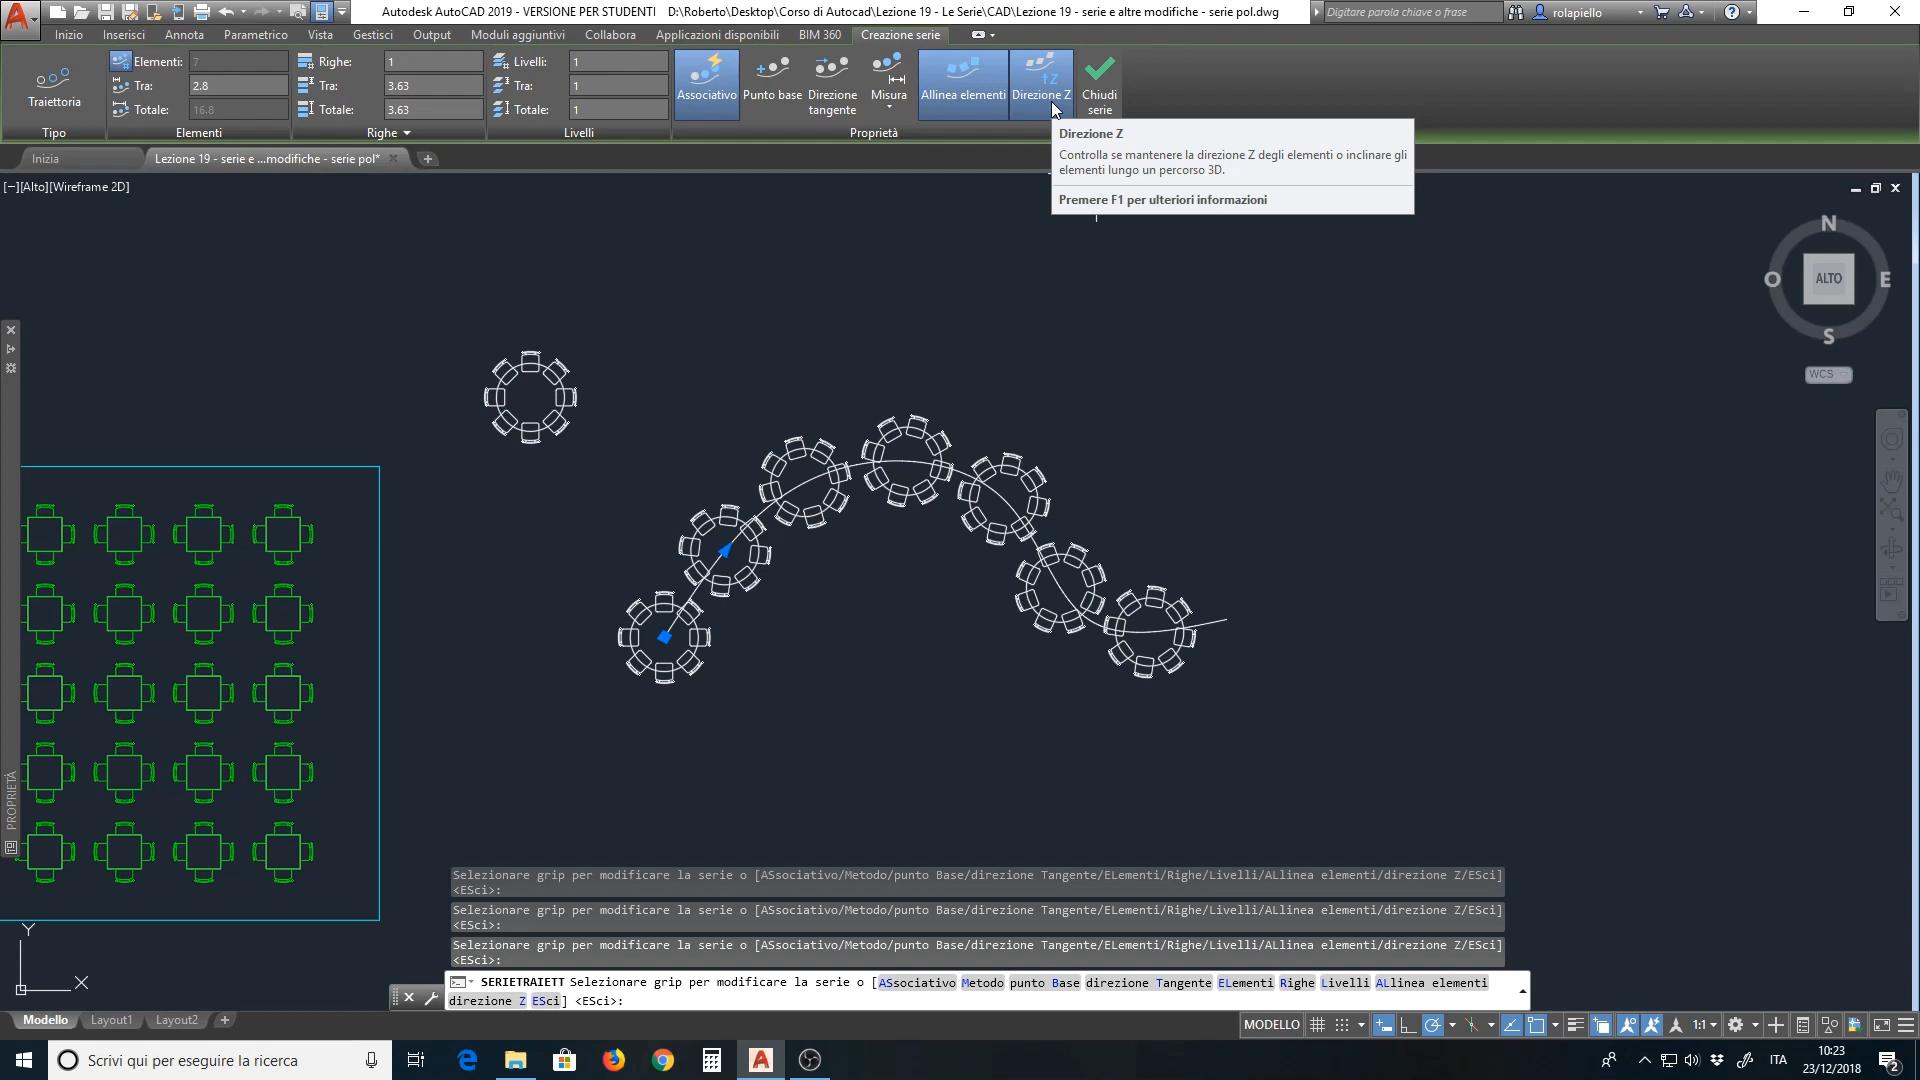 Autodesk AutoCAD 2019 - VERSIONE PER STUDENTI D:\Roberto\Desktop\Corso di Autocad\Lezione 19 - Le Serie\CAD\Lezione 19 - serie e altre modifiche - serie pol.dwg
Digitare parola chiave o frase
rolapiello
Inizio Inserisci Annota Parametrico Vista Gestisci Output Moduli aggiuntivi Collabora Applicazioni disponibili BIM 360 Creazione serie
Elementi: 7 Righe: 1 Livelli: 1
Tra: 2.8 Tra: 3.63 Tra: 1
Totale: 16.8 Totale: 3.63 Totale: 1
Traiettoria
Associativo Punto base Direzione tangente Misura Allinea elementi Direzione Z Chiudi serie
Tipo Elementi Righe Livelli Proprietà
Direzione Z
Controlla se mantenere la direzione Z degli elementi o inclinare gli
elementi lungo un percorso 3D.
Premere F1 per ulteriori informazioni
Inizia
Lezione 19 - serie e ...modifiche - serie pol*
[−][Alto][Wireframe 2D]
N
O ALTO E
S
WCS
PROPRIETÀ
Y
X
Selezionare grip per modificare la serie o [ASsociativo/Metodo/punto Base/direzione Tangente/ELementi/Righe/Livelli/ALlinea elementi/direzione Z/ESci]
<ESci>:
Selezionare grip per modificare la serie o [ASsociativo/Metodo/punto Base/direzione Tangente/ELementi/Righe/Livelli/ALlinea elementi/direzione Z/ESci]
<ESci>:
Selezionare grip per modificare la serie o [ASsociativo/Metodo/punto Base/direzione Tangente/ELementi/Righe/Livelli/ALlinea elementi/direzione Z/ESci]
<ESci>:
SERIETRAIETT Selezionare grip per modificare la serie o [ASsociativo Metodo punto Base direzione Tangente ELementi Righe Livelli ALlinea elementi
direzione Z ESci] <ESci>:
Modello Layout1 Layout2
MODELLO 1:1
Scrivi qui per eseguire la ricerca
ITA
10:23
23/12/2018
2